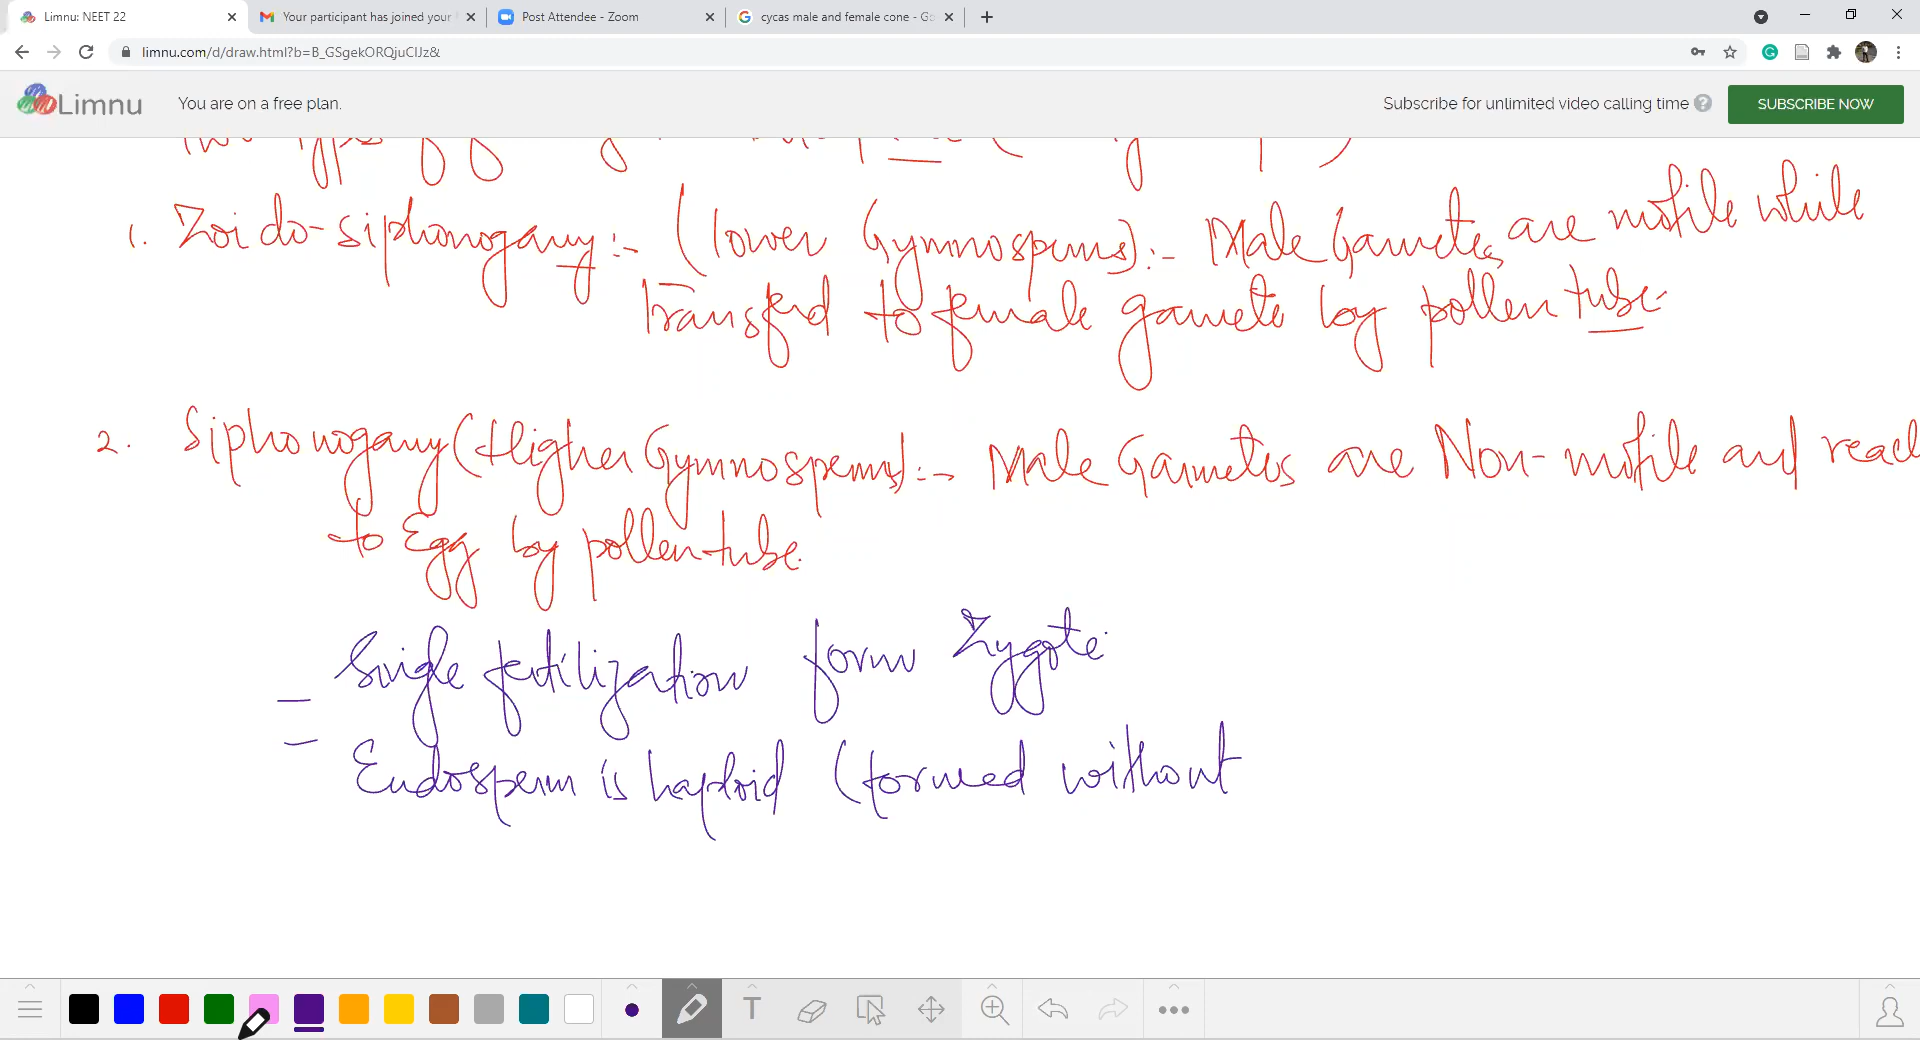 Limnu: NEET 22
Your participant has joined your
Post Attendee - Zoom
cycas male and female cone - Go
limnu.com/d/draw.html?b=B_GSgekORQjuCIJz&
Limnu
You are on a free plan.
Subscribe for unlimited video calling time ?
SUBSCRIBE NOW
1. Zoido-siphonogamy:- (lower Gymnosperms):- Male Gametes are motile while
transferd to female gamete by pollen tube.
2. Siphonogamy (Higher Gymnosperms):- Male Gametes are Non-motile and reach
to Egg by pollen tube.
= Single fertilization form Zygote.
Endosperm is haploid (formed without
T